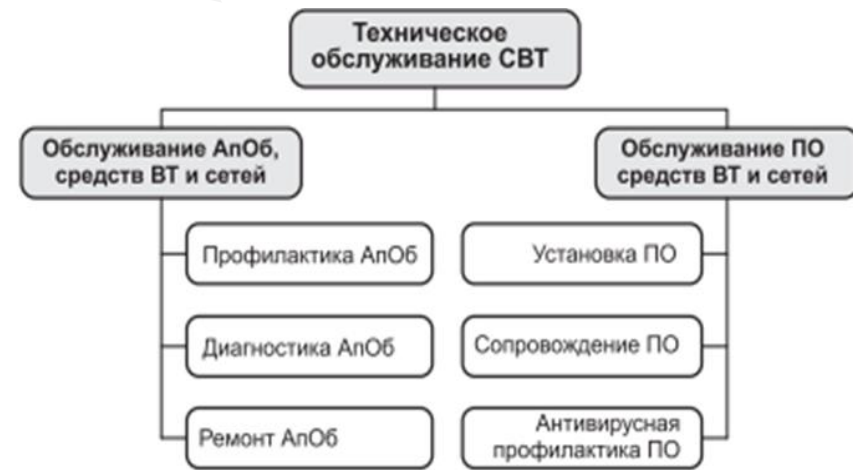 Техническое
обслуживание СВТ
Обслуживание АпОб,
средств ВТ и сетей
Обслуживание ПО
средств ВТ и сетей
Профилактика АпОб
Установка ПО
Диагностика АпОб
Сопровождение ПО
Ремонт АпОб
Антивирусная
профилактика ПО